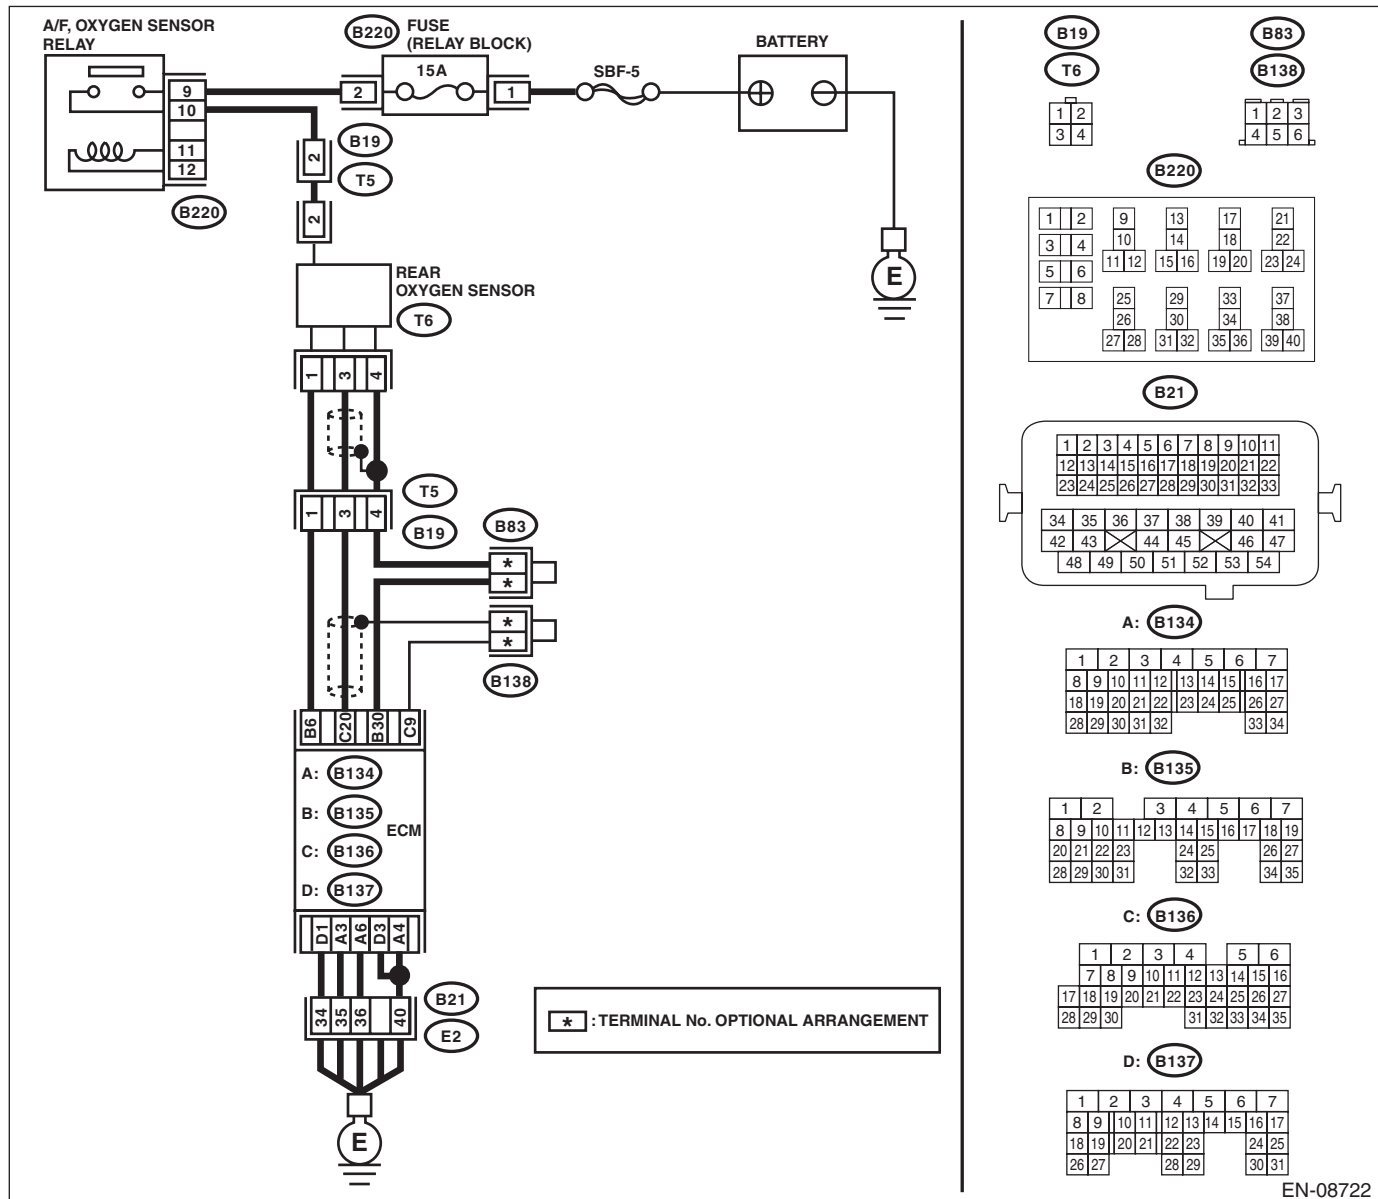 A/F, OXYGEN SENSOR
RELAY
B220
FUSE
(RELAY BLOCK)
15A
SBF-5
BATTERY
9
10
11
12
2
1
2
B19
T5
B220
2
REAR
OXYGEN SENSOR
T6
E
1 3 4
T5
1 3 4
B19
B83
*
*
*
*
B138
B6 C20 B30 C9
A: B134
B: B135
ECM
C: B136
D: B137
D1 A3 A6 D3 A4
34 35 36 40
B21
E2
E
* : TERMINAL No. OPTIONAL ARRANGEMENT
B19
T6
1 2
3 4
B83
B138
1 2 3
4 5 6
B220
1 2 9 13 17 21
3 4 10 14 18 22
5 6 11 12 15 16 19 20 23 24
7 8 25 29 33 37
26 30 34 38
27 28 31 32 35 36 39 40
B21
1 2 3 4 5 6 7 8 9 10 11
12 13 14 15 16 17 18 19 20 21 22
23 24 25 26 27 28 29 30 31 32 33
34 35 36 37 38 39 40 41
42 43 44 45 46 47
48 49 50 51 52 53 54
A: B134
1 2 3 4 5 6 7
8 9 10 11 12 13 14 15 16 17
18 19 20 21 22 23 24 25 26 27
28 29 30 31 32 33 34
B: B135
1 2 3 4 5 6 7
8 9 10 11 12 13 14 15 16 17 18 19
20 21 22 23 24 25 26 27
28 29 30 31 32 33 34 35
C: B136
1 2 3 4 5 6
7 8 9 10 11 12 13 14 15 16
17 18 19 20 21 22 23 24 25 26 27
28 29 30 31 32 33 34 35
D: B137
1 2 3 4 5 6 7
8 9 10 11 12 13 14 15 16 17
18 19 20 21 22 23 24 25
26 27 28 29 30 31
EN-08722